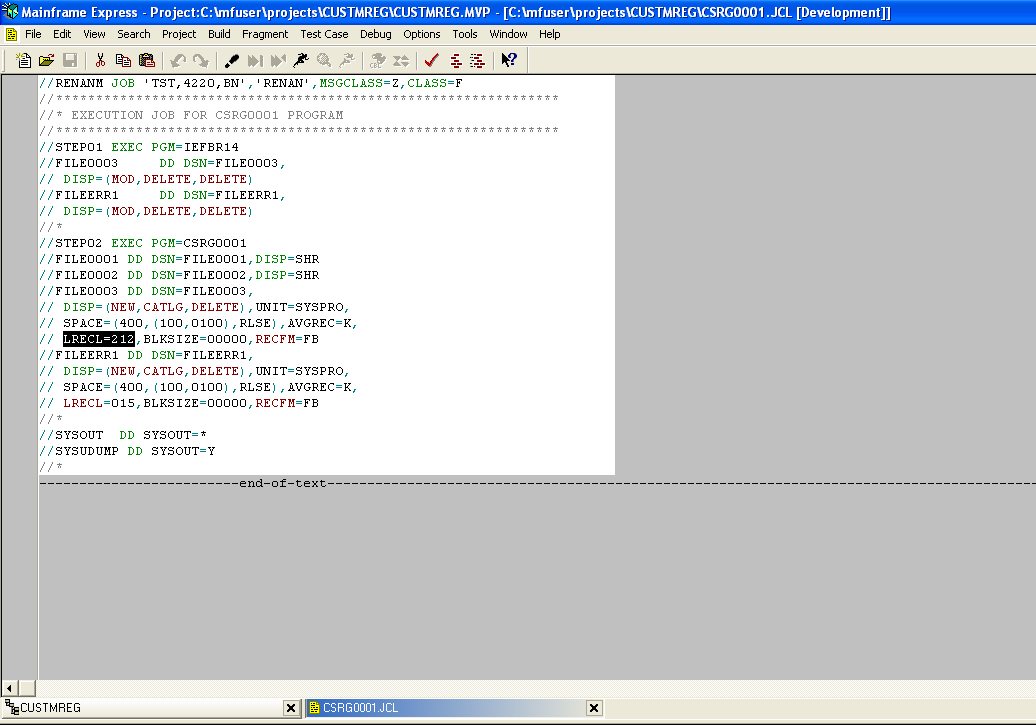 Mainframe Express - Project:C:\mfuser\projects\CUSTMREG\CUSTMREG.MVP - [C:\mfuser\projects\CUSTMREG\CSRG0001.JCL [Development]]
File Edit View Search Project Build Fragment Test Case Debug Options Tools Window Help
//RENANM JOB 'TST,4220,BN','RENAN',MSGCLASS=Z,CLASS=F
//***************************************************************
//* EXECUTION JOB FOR CSRG0001 PROGRAM
//***************************************************************
//STEP01 EXEC PGM=IEFBR14
//FILE0003     DD DSN=FILE0003,
// DISP=(MOD,DELETE,DELETE)
//FILEERR1     DD DSN=FILEERR1,
// DISP=(MOD,DELETE,DELETE)
//*
//STEP02 EXEC PGM=CSRG0001
//FILE0001 DD DSN=FILE0001,DISP=SHR
//FILE0002 DD DSN=FILE0002,DISP=SHR
//FILE0003 DD DSN=FILE0003,
// DISP=(NEW,CATLG,DELETE),UNIT=SYSPRO,
// SPACE=(400,(100,0100),RLSE),AVGREC=K,
// LRECL=212,BLKSIZE=00000,RECFM=FB
//FILEERR1 DD DSN=FILEERR1,
// DISP=(NEW,CATLG,DELETE),UNIT=SYSPRO,
// SPACE=(400,(100,0100),RLSE),AVGREC=K,
// LRECL=015,BLKSIZE=00000,RECFM=FB
//*
//SYSOUT  DD SYSOUT=*
//SYSUDUMP DD SYSOUT=Y
//*
-------------------------end-of-text-----------------------------------------------------------------------------------------
CUSTMREG
CSRG0001.JCL